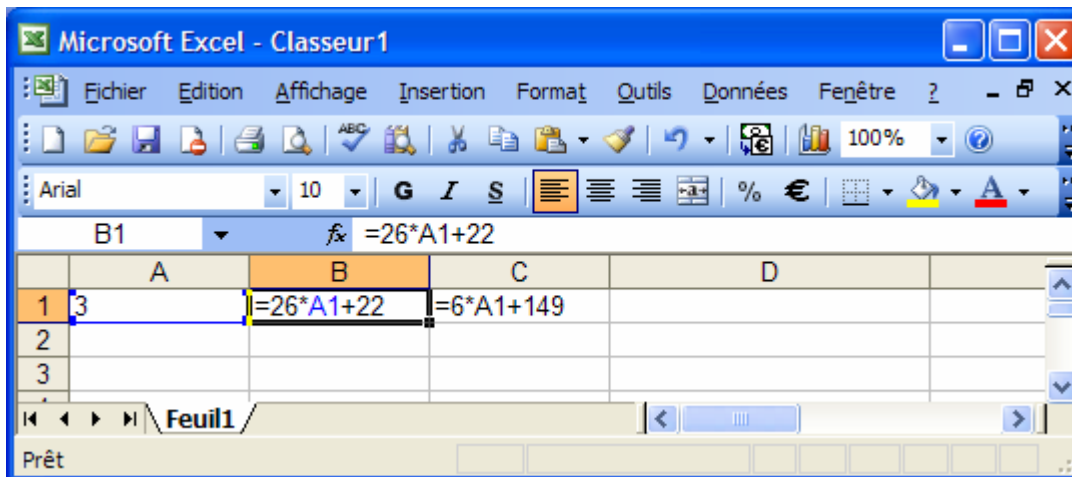 Microsoft Excel - Classeur1
Fichier Edition Affichage Insertion Format Outils Données Fenêtre ?
ABC 100%
Arial 10 G I S % € A
B1 fx =26*A1+22
A B C D
1 3 =26*A1+22 =6*A1+149
2
3
Feuil1
Prêt